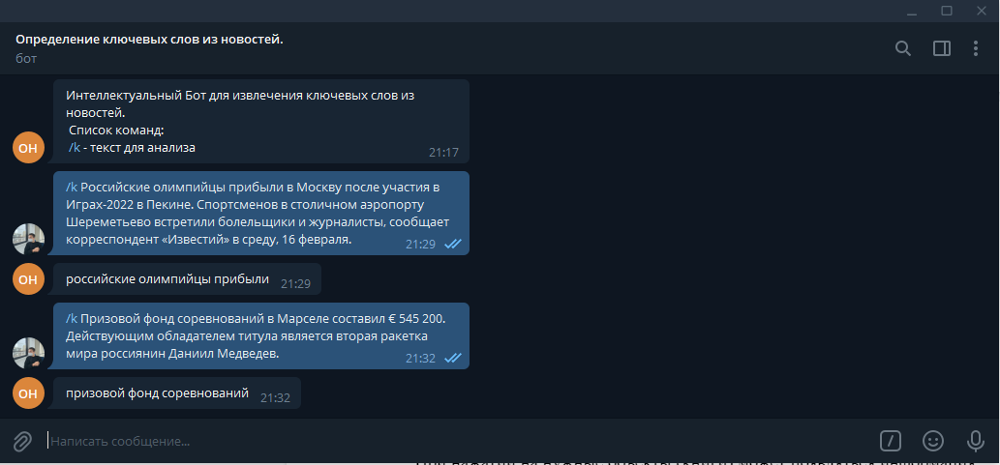 Определение ключевых слов из новостей.
бот
Интеллектуальный Бот для извлечения ключевых слов из
новостей.
Список команд:
/k - текст для анализа
21:17
ОН
/k Российские олимпийцы прибыли в Москву после участия в
Играх-2022 в Пекине. Спортсменов в столичном аэропорту
Шереметьево встретили болельщики и журналисты, сообщает
корреспондент «Известий» в среду, 16 февраля.
21:29
ОН
российские олимпийцы прибыли 21:29
/k Призовой фонд соревнований в Марселе составил € 545 200.
Действующим обладателем титула является вторая ракетка
мира россиянин Даниил Медведев.
21:32
ОН
призовой фонд соревнований 21:32
Написать сообщение...